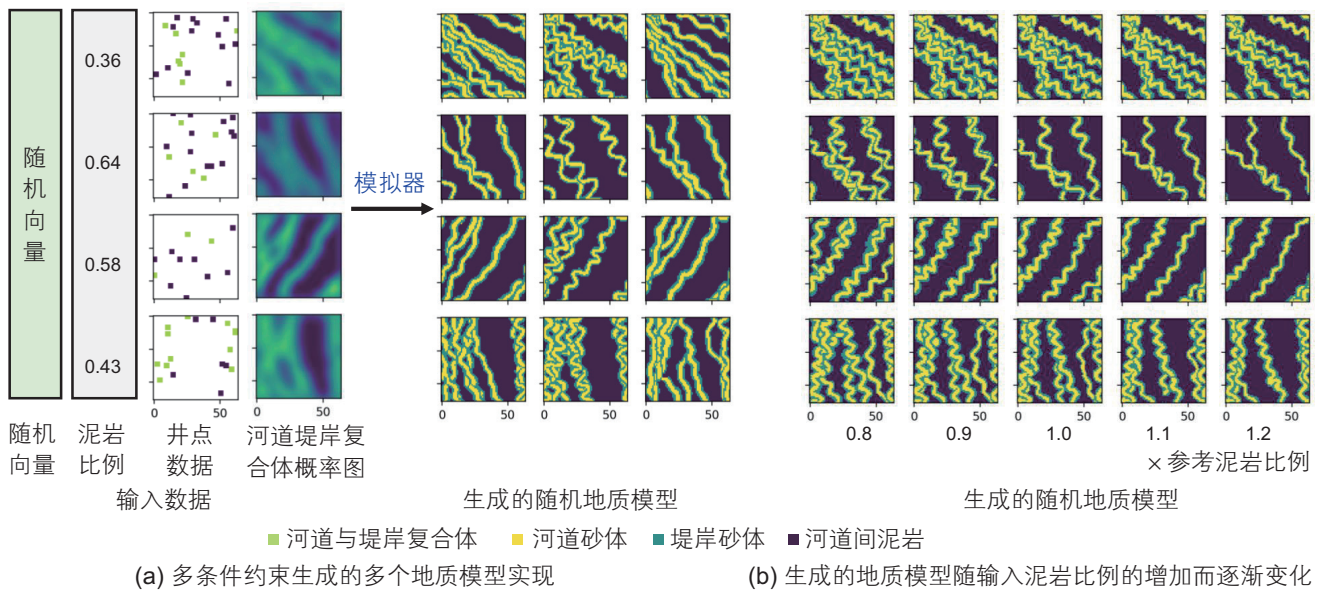 随机向量
0.36
0.64
0.58
0.43
0 50
0 50
模拟器
0 50
0 50
0 50
0 50
0 50
0 50
0 50
0 50
0.8
0.9
1.0
1.1
1.2
× 参考泥岩比例
随机向量
泥岩比例
井点数据
河道堤岸复合体概率图
输入数据
生成的随机地质模型
生成的随机地质模型
河道与堤岸复合体
河道砂体
堤岸砂体
河道间泥岩
(a) 多条件约束生成的多个地质模型实现
(b) 生成的地质模型随输入泥岩比例的增加而逐渐变化